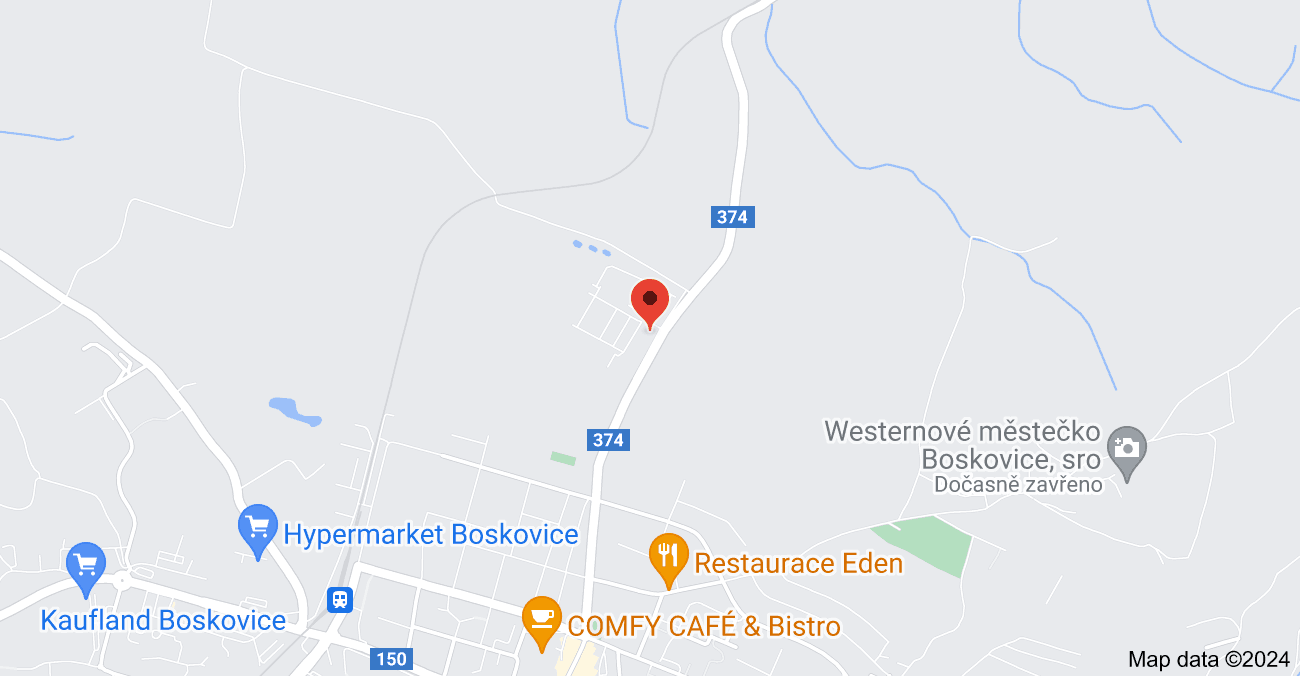 374
374
Westernové městečko
Boskovice, sro
Dočasně zavřeno
Hypermarket Boskovice
Restaurace Eden
Kaufland Boskovice
COMFY CAFÉ & Bistro
150
Map data ©2024